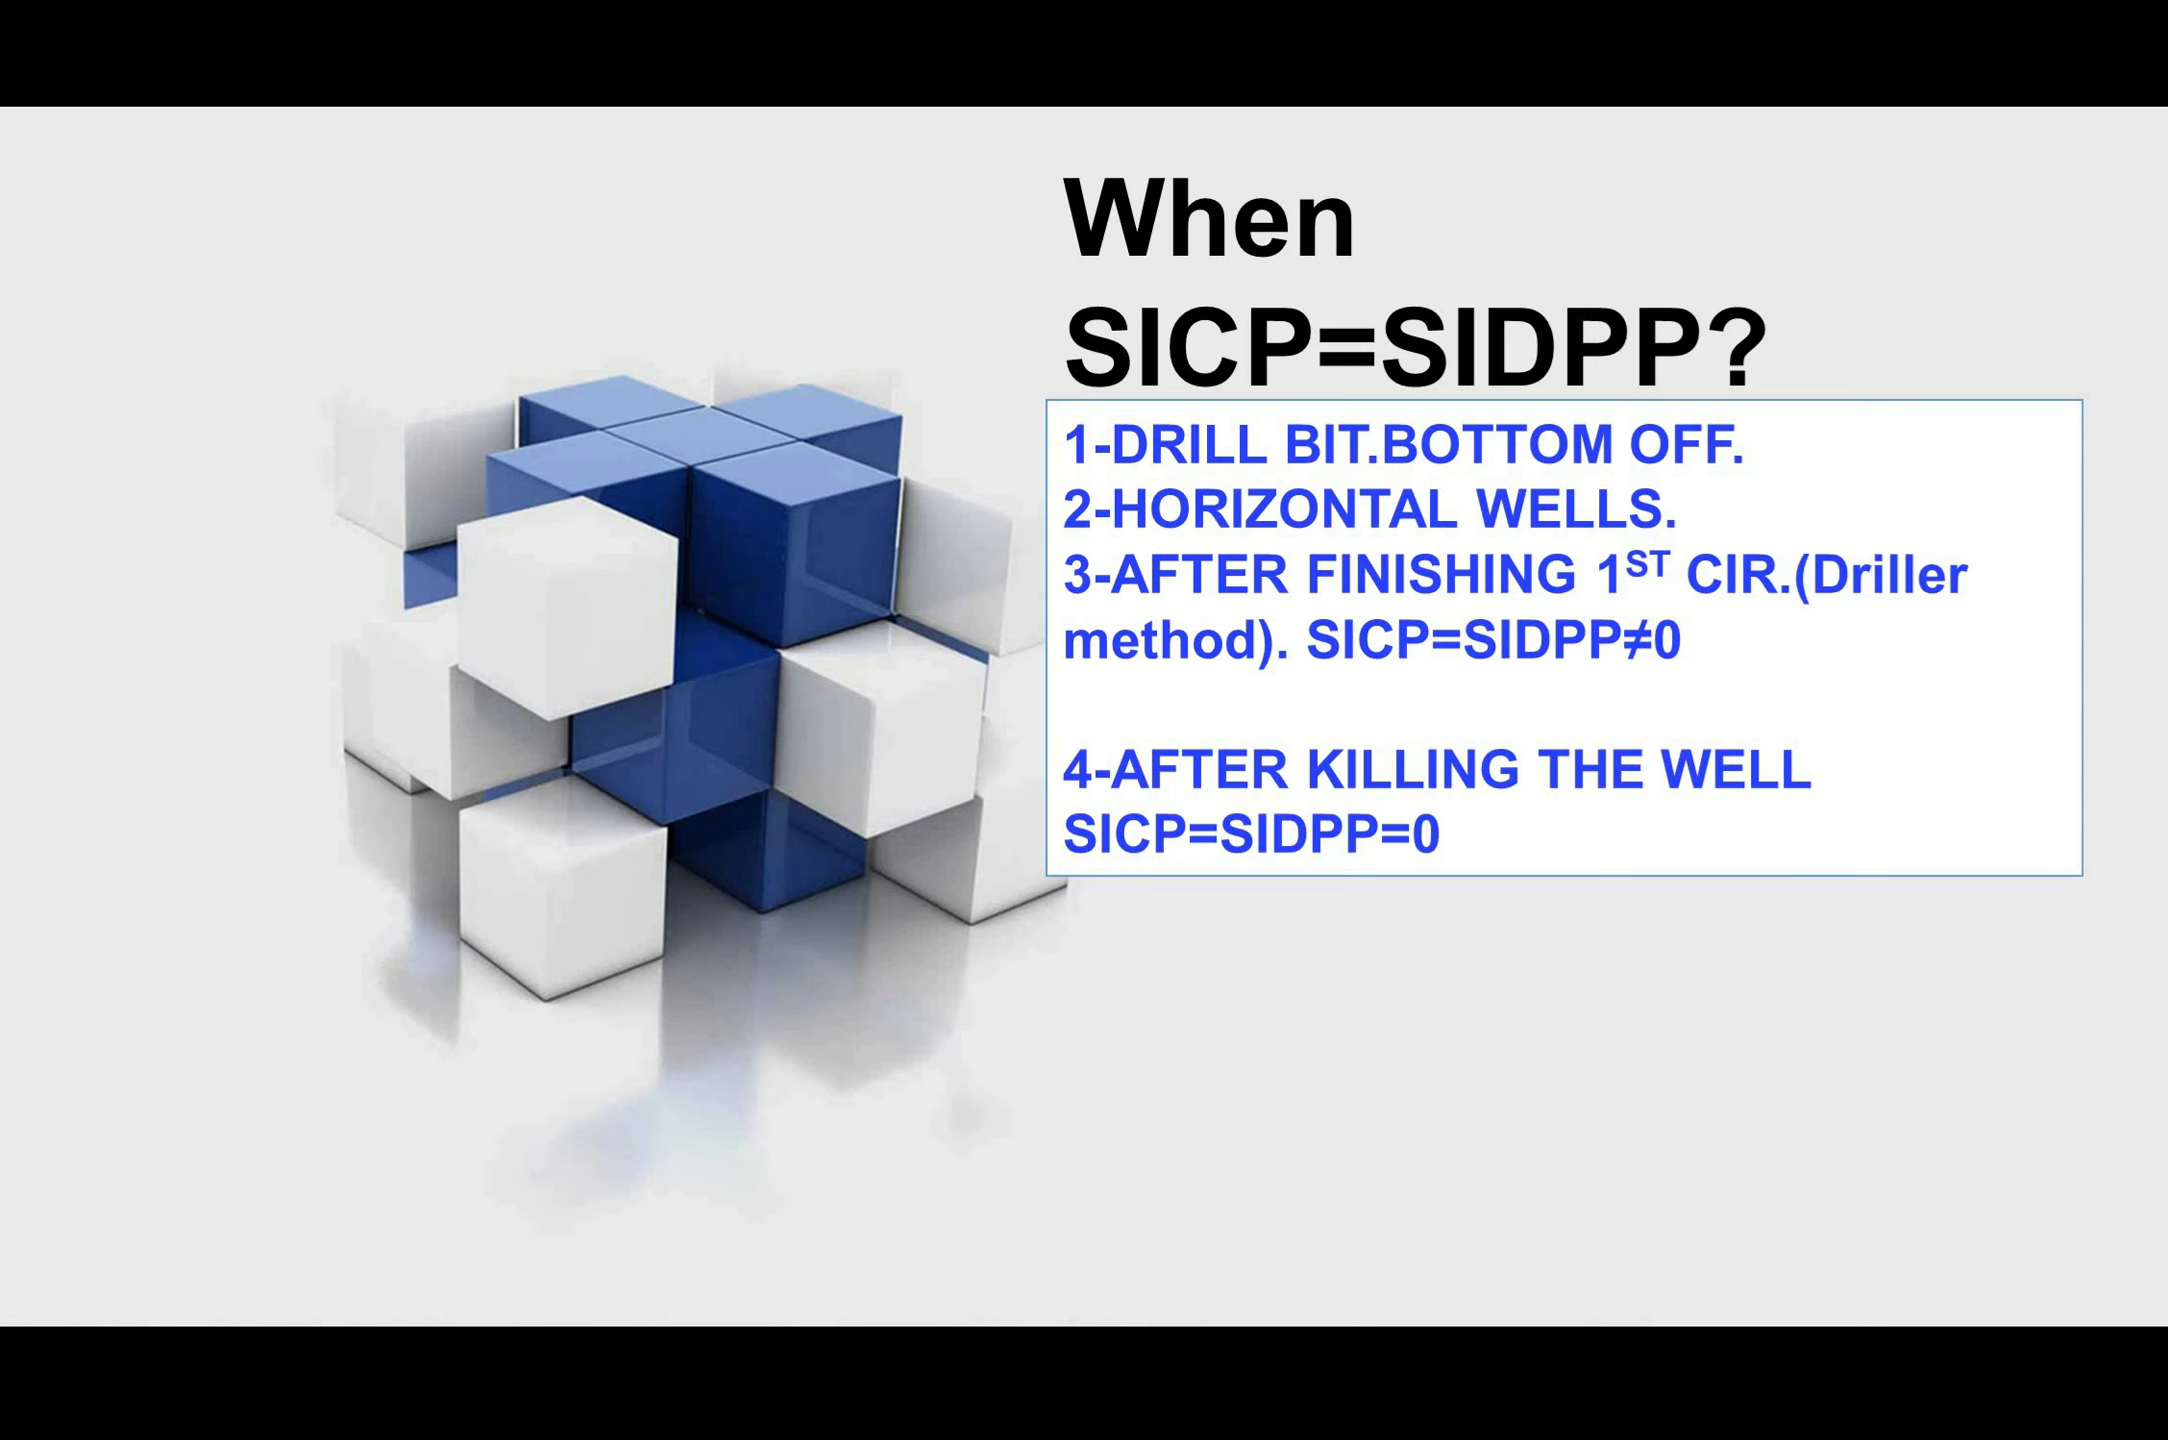 When
SICP=SIDPP?
1-DRILL BIT.BOTTOM OFF.
2-HORIZONTAL WELLS.
3-AFTER FINISHING 1ST CIR.(Driller
method). SICP=SIDPP≠0
4-AFTER KILLING THE WELL
SICP=SIDPP=0